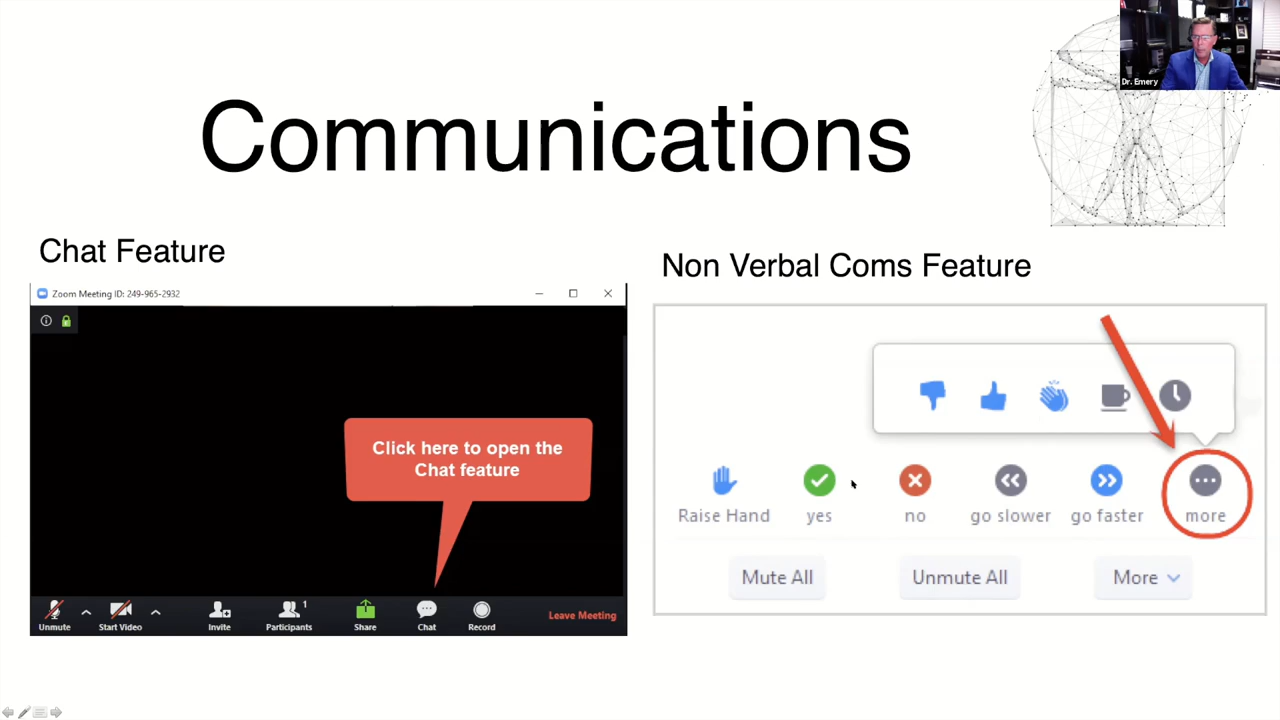 Dr. Emery
Communications
Chat Feature
Zoom Meeting ID: 249-965-2932
Click here to open the
Chat feature
Unmute
Start Video
Invite
Participants
1
Share
Chat
Record
Leave Meeting
Non Verbal Coms Feature
Raise Hand
yes
no
go slower
go faster
more
Mute All
Unmute All
More